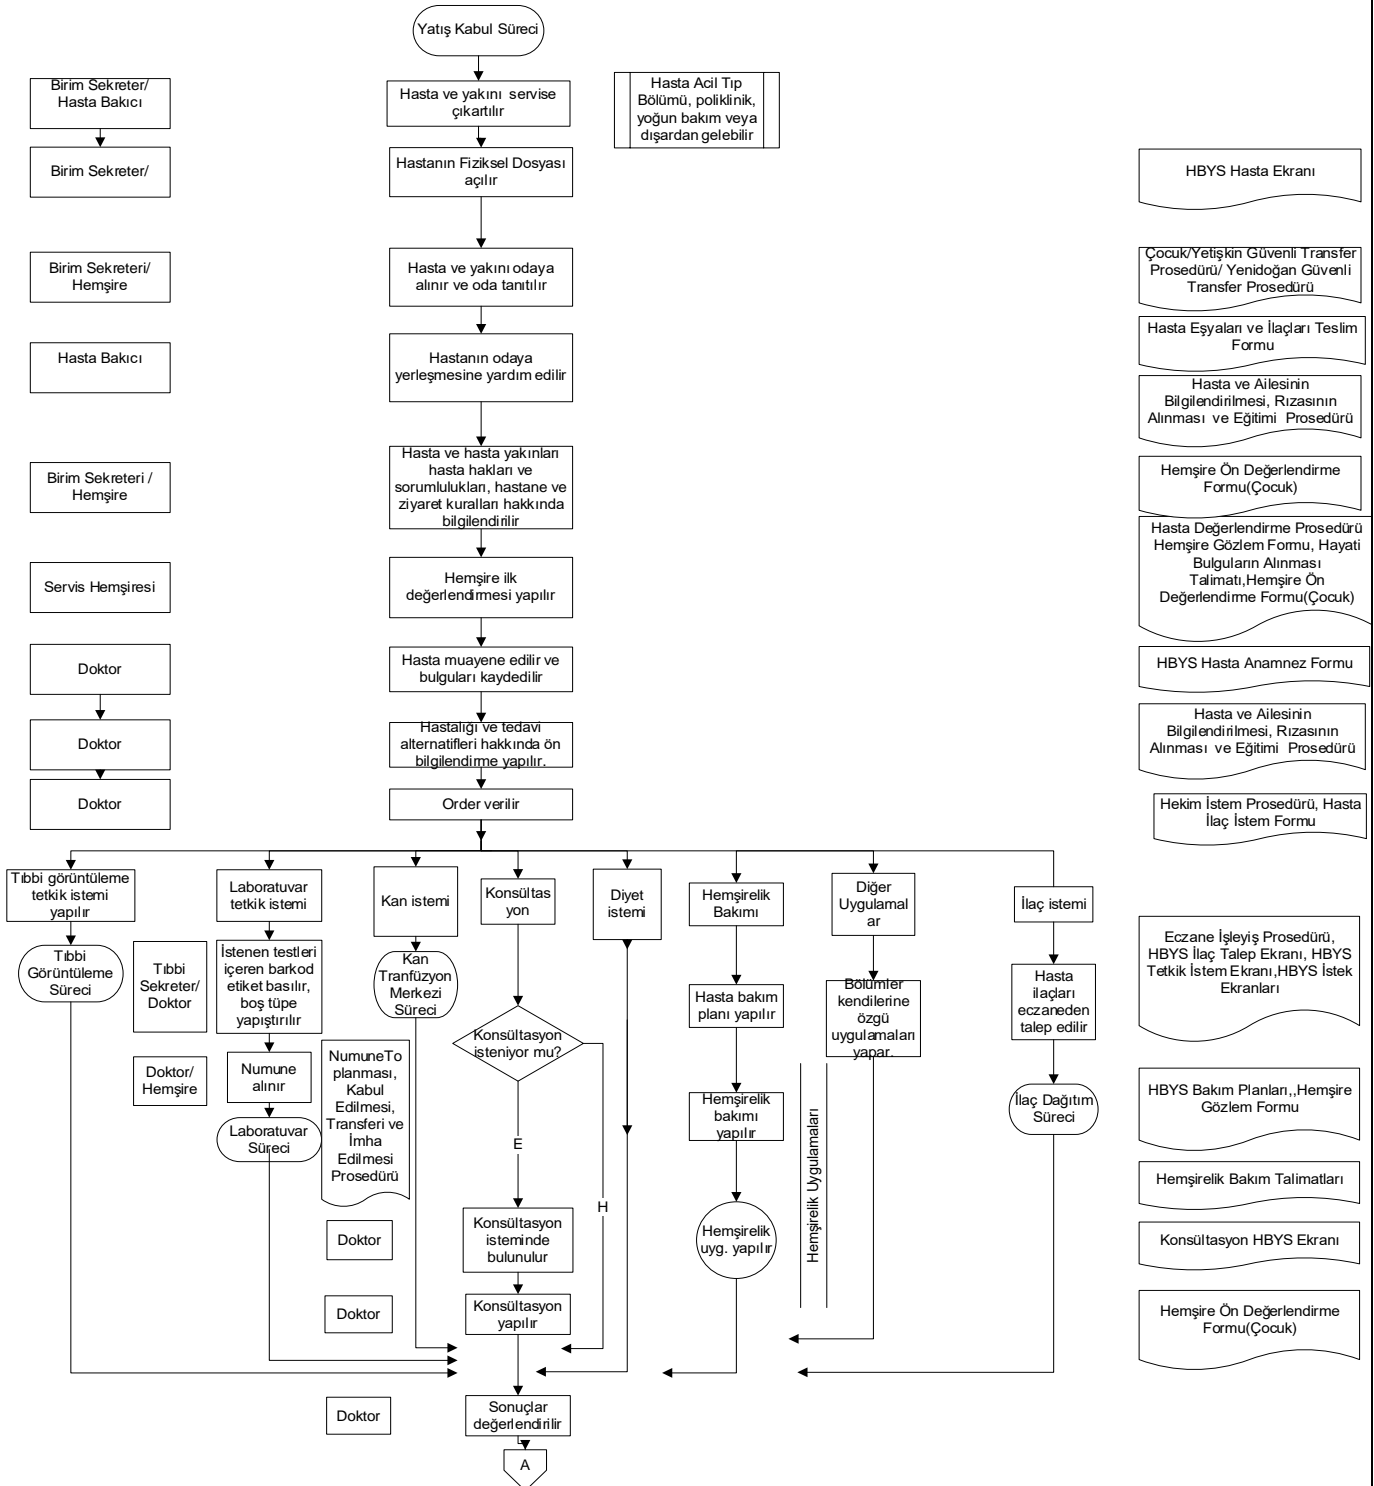 Yatış Kabul Süreci
Birim Sekreter/
Hasta Bakıcı
Hasta ve yakını servise
çıkartılır
Hasta Acil Tıp
Bölümü, poliklinik,
yoğun bakım veya
dışardan gelebilir
Birim Sekreter/
Hastanın Fiziksel Dosyası
açılır
HBYS Hasta Ekranı
Birim Sekreteri/
Hemşire
Hasta ve yakını odaya
alınır ve oda tanıtılır
Çocuk/Yetişkin Güvenli Transfer
Prosedürü/ Yenidoğan Güvenli
Transfer Prosedürü
Hasta Bakıcı
Hastanın odaya
yerleşmesine yardım edilir
Hasta Eşyaları ve İlaçları Teslim
Formu
Hasta ve Ailesinin
Bilgilendirilmesi, Rızasının
Alınması ve Eğitimi Prosedürü
Birim Sekreteri /
Hemşire
Hasta ve hasta yakınları
hasta hakları ve
sorumlulukları, hastane ve
ziyaret kuralları hakkında
bilgilendirilir
Hemşire Ön Değerlendirme
Formu(Çocuk)
Servis Hemşiresi
Hemşire ilk
değerlendirmesi yapılır
Hasta Değerlendirme Prosedürü
Hemşire Gözlem Formu, Hayati
Bulguların Alınması
Talimatı,Hemşire Ön
Değerlendirme Formu(Çocuk)
Doktor
Hasta muayene edilir ve
bulguları kaydedilir
HBYS Hasta Anamnez Formu
Doktor
Hastalığı ve tedavi
alternatifleri hakkında ön
bilgilendirme yapılır.
Hasta ve Ailesinin
Bilgilendirilmesi, Rızasının
Alınması ve Eğitimi Prosedürü
Doktor
Order verilir
Hekim İstem Prosedürü, Hasta
İlaç İstem Formu
Tıbbi görüntüleme
tetkik istemi
yapılır
Laboratuvar
tetkik istemi
Kan istemi
Konsültas
yon
Diyet
istemi
Hemşirelik
Bakımı
Diğer
Uygulamal
ar
İlaç istemi
Tıbbi
Görüntüleme
Süreci
Tıbbi
Sekreter/
Doktor
İstenen testleri
içeren barkod
etiket basılır,
boş tüpe
yapıştırılır
Kan
Tranfüzyon
Merkezi
Süreci
Konsültasyon
isteniyor mu?
Hasta bakım
planı yapılır
Bölümler
kendilerine
özgü
uygulamaları
yapar.
Hasta
ilaçları
eczaneden
talep edilir
Eczane İşleyiş Prosedürü,
HBYS İlaç Talep Ekranı, HBYS
Tetkik İstem Ekranı,HBYS İstek
Ekranları
Doktor/
Hemşire
Numune
alınır
NumuneTo
planması,
Kabul
Edilmesi,
Transferi ve
İmha
Edilmesi
Prosedürü
Hemşirelik
bakımı
yapılır
İlaç Dağıtım
Süreci
HBYS Bakım Planları,,Hemşire
Gözlem Formu
Laboratuvar
Süreci
E
H
Hemşirelik Uygulamaları
Hemşirelik Bakım Talimatları
Doktor
Konsültasyon
isteminde
bulunulur
Hemşirelik
uyg. yapılır
Konsültasyon HBYS Ekranı
Doktor
Konsültasyon
yapılır
Hemşire Ön Değerlendirme
Formu(Çocuk)
Doktor
Sonuçlar
değerlendirilir
A